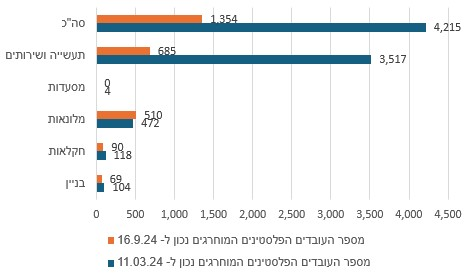 סה"כ 1,354
4,215
תעשייה ושירותים 685
3,517
מסעדות 0
4
מלונאות 510
472
חקלאות 90
118
בניין 69
104
0 500 1,000 1,500 2,000 2,500 3,000 3,500 4,000 4,500
מספר העובדים הפלסטינים המוחרגים נכון ל- 16.9.24
מספר העובדים הפלסטינים המוחרגים נכון ל- 11.03.24